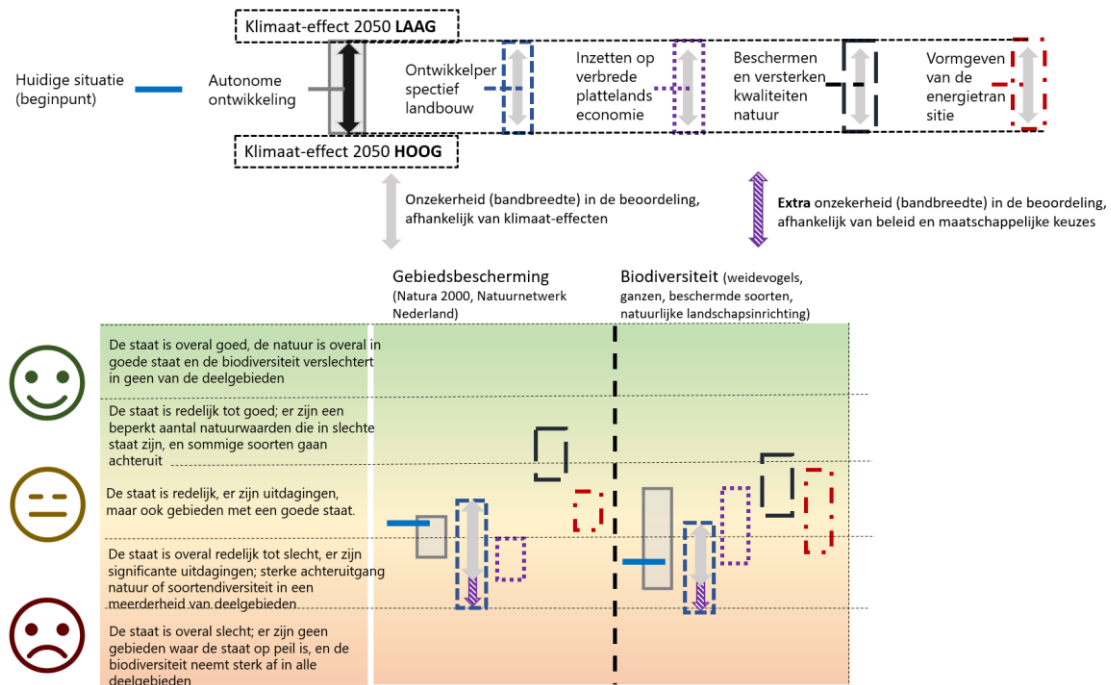 Klimaat-effect 2050 LAAG
Huidige situatie
(beginpunt)
Autonome
ontwikkeling
Ontwikkelper
spectief
landbouw
Inzetten op
verbrede
plattelands
economie
Beschermen
en versterken
kwaliteiten
natuur
Vormgeven
van de
energietran
sitie
Klimaat-effect 2050 HOOG
Onzekerheid (bandbreedte) in de beoordeling,
afhankelijk van klimaat-effecten
Extra onzekerheid (bandbreedte) in de beoordeling,
afhankelijk van beleid en maatschappelijke keuzes
Gebiedsbescherming
(Natura 2000, Natuurnetwerk
Nederland)
Biodiversiteit (weidevogels,
ganzen, beschermde soorten,
natuurlijke landschapsinrichting)
De staat is overal goed, de natuur is overal in
goede staat en de biodiversiteit verslechtert
in geen van de deelgebieden
De staat is redelijk tot goed; er zijn een
beperkt aantal natuurwaarden die in slechte
staat zijn, en sommige soorten gaan
achteruit
De staat is redelijk, er zijn uitdagingen,
maar ook gebieden met een goede staat.
De staat is overal redelijk tot slecht, er zijn
significante uitdagingen; sterke achteruitgang
natuur of soortendiversiteit in een
meerderheid van deelgebieden
De staat is overal slecht; er zijn geen
gebieden waar de staat op peil is, en de
biodiversiteit neemt sterk af in alle
deelgebieden